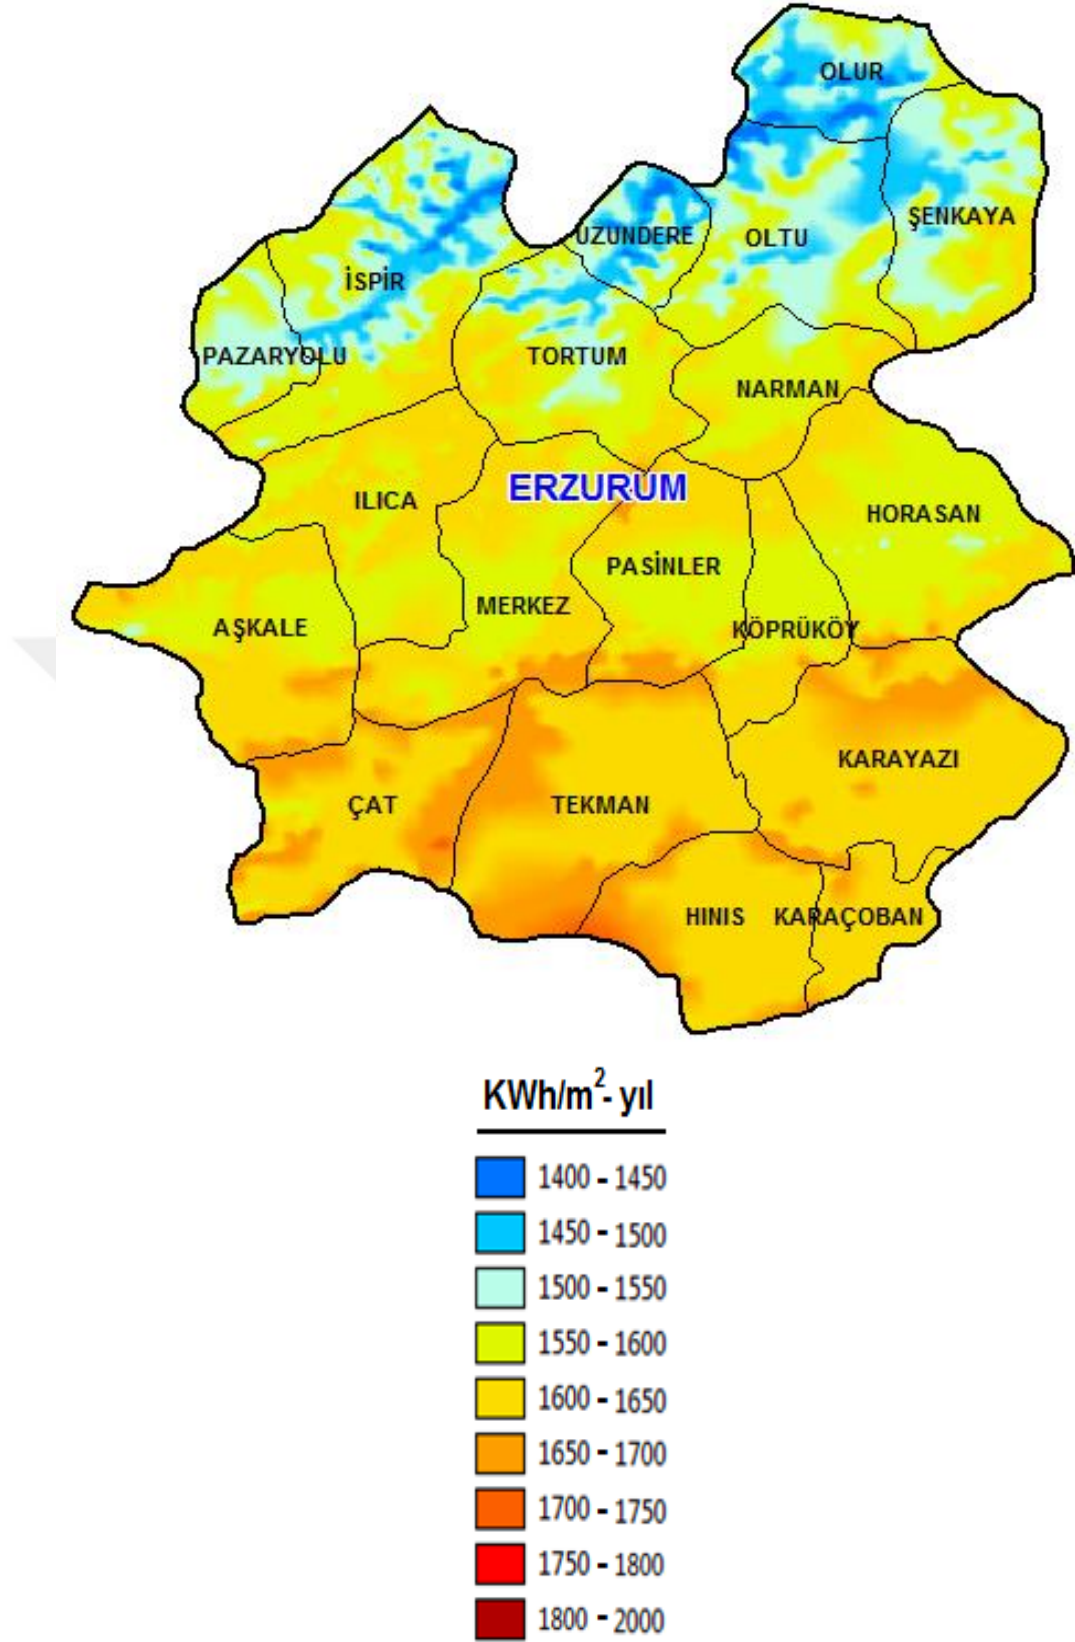 OLUR
ŞENKAYA
UZUNDERE
OLTU
İSPİR
PAZARYOLU
TORTUM
NARMAN
ERZURUM
ILICA
HORASAN
PASİNLER
MERKEZ
AŞKALE
KÖPRÜKÖY
KARAYAZI
ÇAT
TEKMAN
HINIS
KARAÇOBAN
KWh/m²- yıl
1400 - 1450
1450 - 1500
1500 - 1550
1550 - 1600
1600 - 1650
1650 - 1700
1700 - 1750
1750 - 1800
1800 - 2000